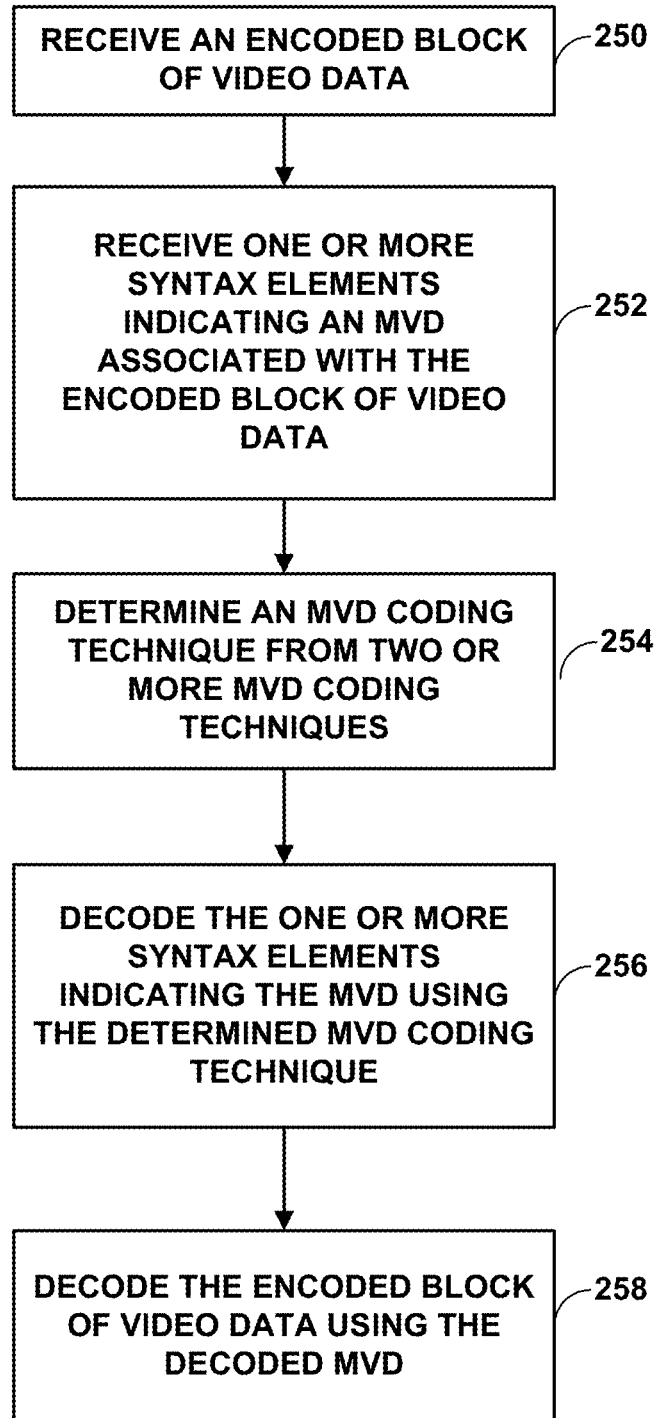 RECEIVE AN ENCODED BLOCK
OF VIDEO DATA
250
RECEIVE ONE OR MORE
SYNTAX ELEMENTS
INDICATING AN MVD
ASSOCIATED WITH THE
ENCODED BLOCK OF VIDEO
DATA
252
DETERMINE AN MVD CODING
TECHNIQUE FROM TWO OR
MORE MVD CODING
TECHNIQUES
254
DECODE THE ONE OR MORE
SYNTAX ELEMENTS
INDICATING THE MVD USING
THE DETERMINED MVD CODING
TECHNIQUE
256
DECODE THE ENCODED BLOCK
OF VIDEO DATA USING THE
DECODED MVD
258